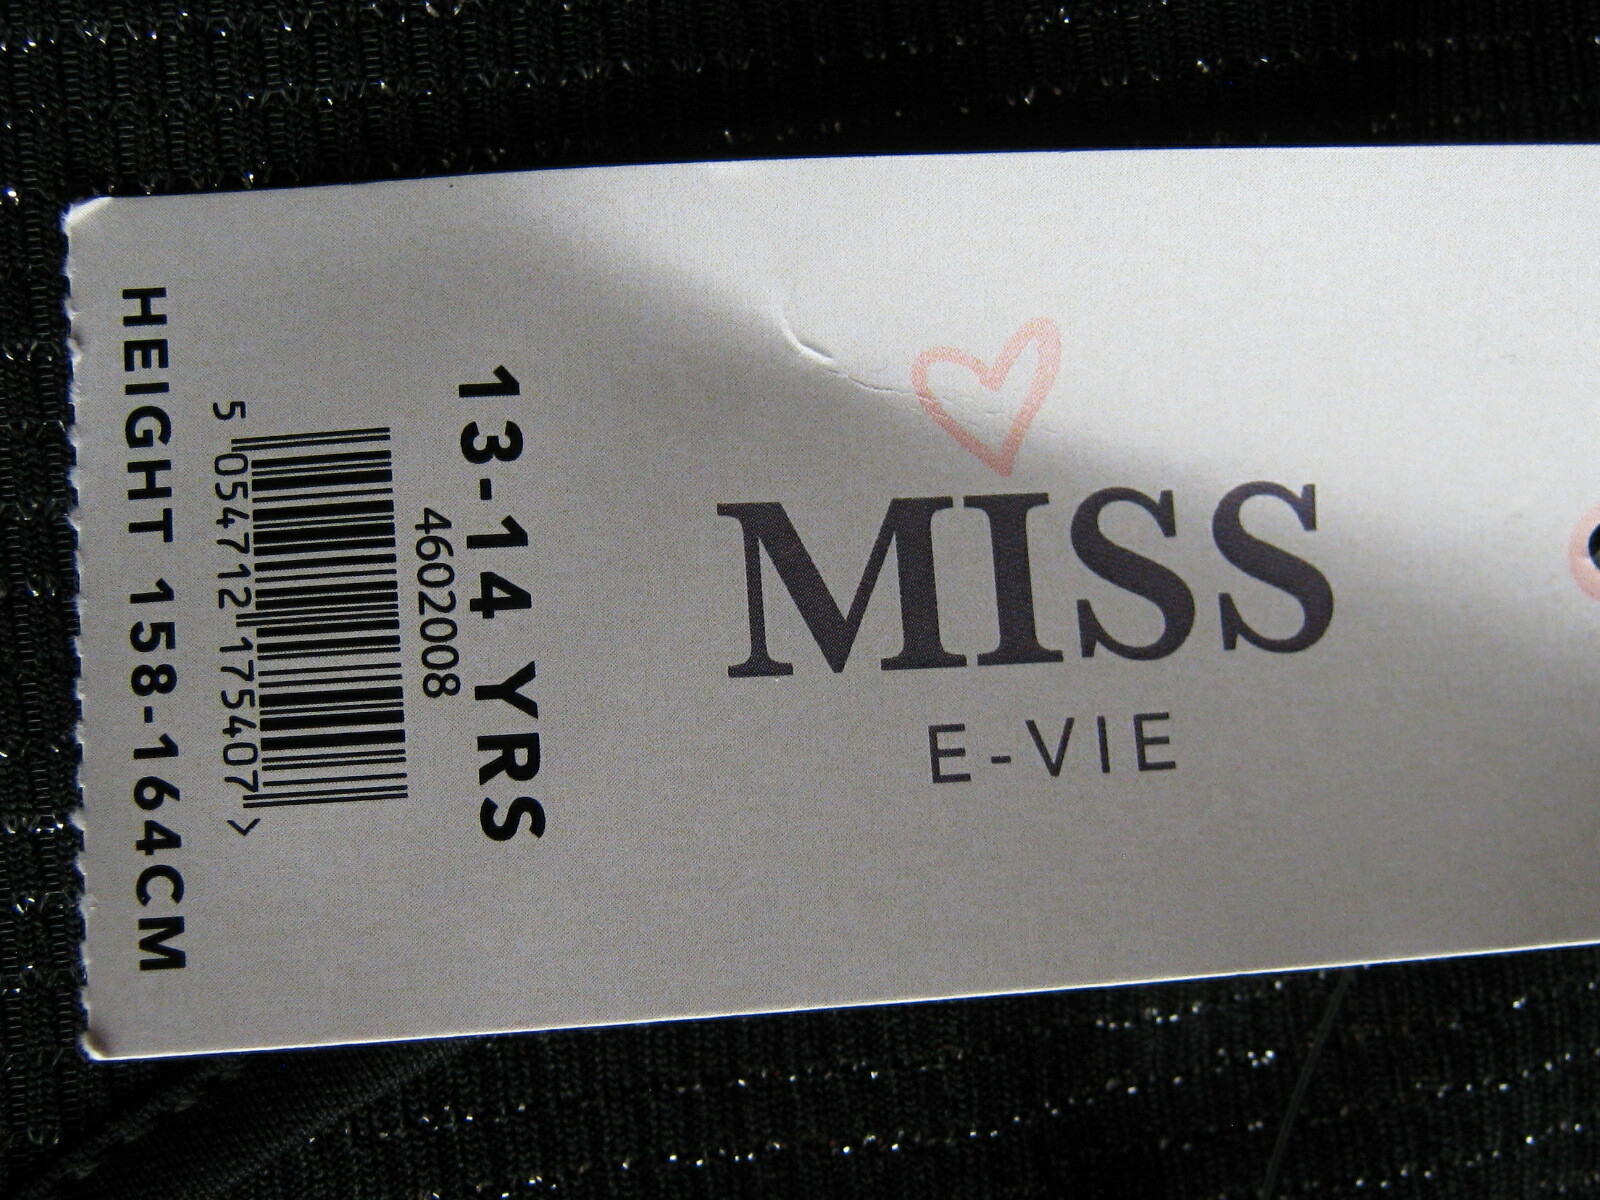 MISS
E-VIE
13-14 YRS
4602008
5 054712 175407 >
HEIGHT 158-164CM